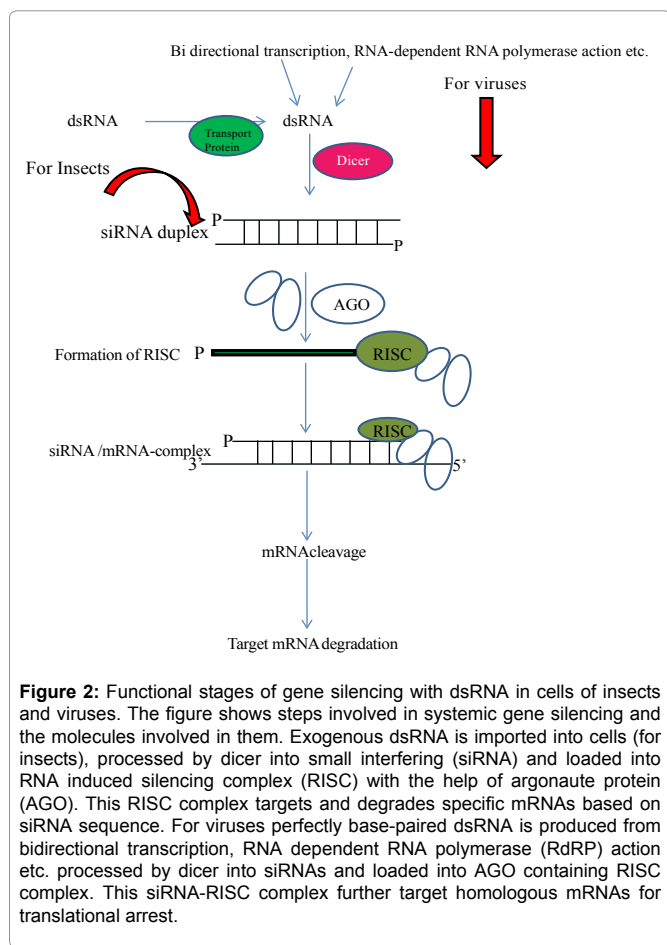 Bi directional transcription, RNA-dependent RNA polymerase action etc.
For viruses
dsRNA
Transport
Protein
dsRNA
Dicer
For Insects
P
siRNA duplex
P
AGO
Formation of RISC
P
RISC
RISC
siRNA /mRNA-complex
P
3’
5’
mRNAcleavage
Target mRNA degradation
Figure 2: Functional stages of gene silencing with dsRNA in cells of insects
and viruses. The figure shows steps involved in systemic gene silencing and
the molecules involved in them. Exogenous dsRNA is imported into cells (for
insects), processed by dicer into small interfering (siRNA) and loaded into
RNA induced silencing complex (RISC) with the help of argonaute protein
(AGO). This RISC complex targets and degrades specific mRNAs based on
siRNA sequence. For viruses perfectly base-paired dsRNA is produced from
bidirectional transcription, RNA dependent RNA polymerase (RdRP) action
etc. processed by dicer into siRNAs and loaded into AGO containing RISC
complex. This siRNA-RISC complex further target homologous mRNAs for
translational arrest.